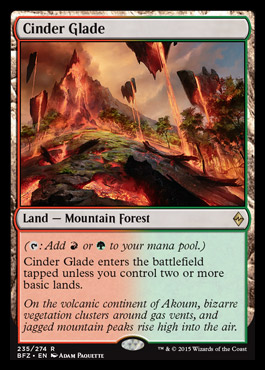 Cinder Glade
Land — Mountain Forest
(: Add or to your mana pool.)
Cinder Glade enters the battlefield
tapped unless you control two or more
basic lands.
On the volcanic continent of Akoum, bizarre
vegetation clusters around gas vents, and
jagged mountain peaks rise high into the air.
235/274 R
BFZ • EN Adam Paquette
™ & © 2015 Wizards of the Coast